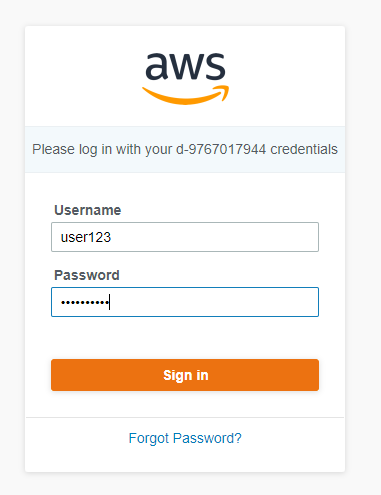 aws
Please log in with your d-9767017944 credentials
Username
user123
Password
••••••••••
Sign in
Forgot Password?